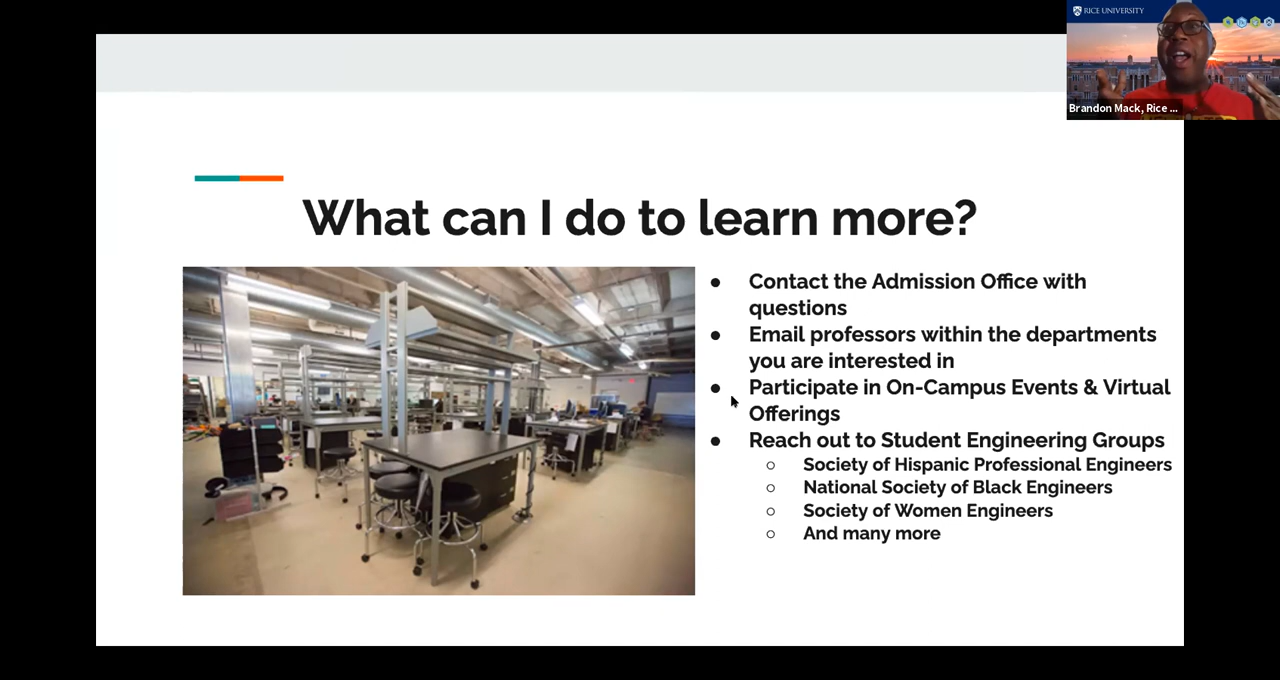 RICE UNIVERSITY
Brandon Mack, Rice ...
What can I do to learn more?
● Contact the Admission Office with
questions
● Email professors within the departments
you are interested in
● Participate in On-Campus Events & Virtual
Offerings
● Reach out to Student Engineering Groups
○ Society of Hispanic Professional Engineers
○ National Society of Black Engineers
○ Society of Women Engineers
○ And many more